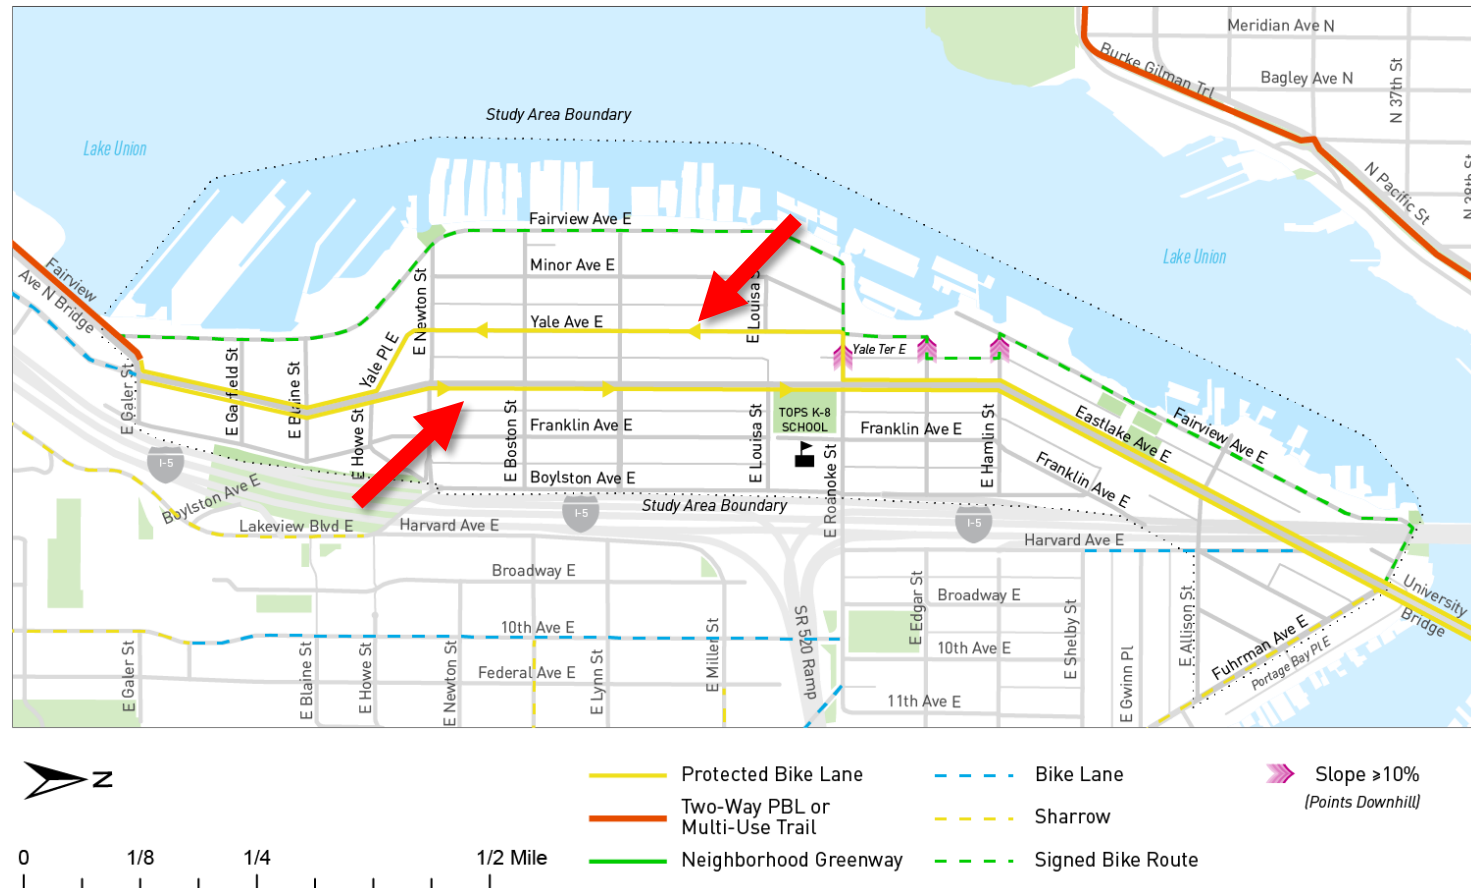 Meridian Ave N
Burke Gilman Trl
Bagley Ave N
N 37th St
Study Area Boundary
Lake Union
N Pacific St
N 38th St
Fairview Ave E
Lake Union
Fairview
Ave N Bridge
Minor Ave E
E Newton St
E Louisa S
Yale Ave E
Yale Pl E
Yale Ter E
E Galer St
E Garfield St
E Blaine St
E Howe St
E Boston St
Franklin Ave E
E Louisa St
TOPS K-8
SCHOOL
Franklin Ave E
E Roanoke St
E Hamlin St
Eastlake Ave E
Fairview Ave E
Franklin Ave E
I-5
Boylston Ave E
Boylston Ave E
Study Area Boundary
I-5
I-5
Lakeview Blvd E
Harvard Ave E
Harvard Ave E
Broadway E
SR 520 Ramp
E Edgar St
Broadway E
E Shelby St
E Allison St
University
Bridge
Fuhrman Ave E
Portage Bay Pl E
10th Ave E
10th Ave E
E Galer St
E Blaine St
E Howe St
E Newton St
Federal Ave E
E Lynn St
E Miller St
11th Ave E
E Gwinn Pl
N
0 1/8 1/4 1/2 Mile
Protected Bike Lane
Two-Way PBL or
Multi-Use Trail
Neighborhood Greenway
Bike Lane
Sharrow
Signed Bike Route
Slope ≥10%
(Points Downhill)